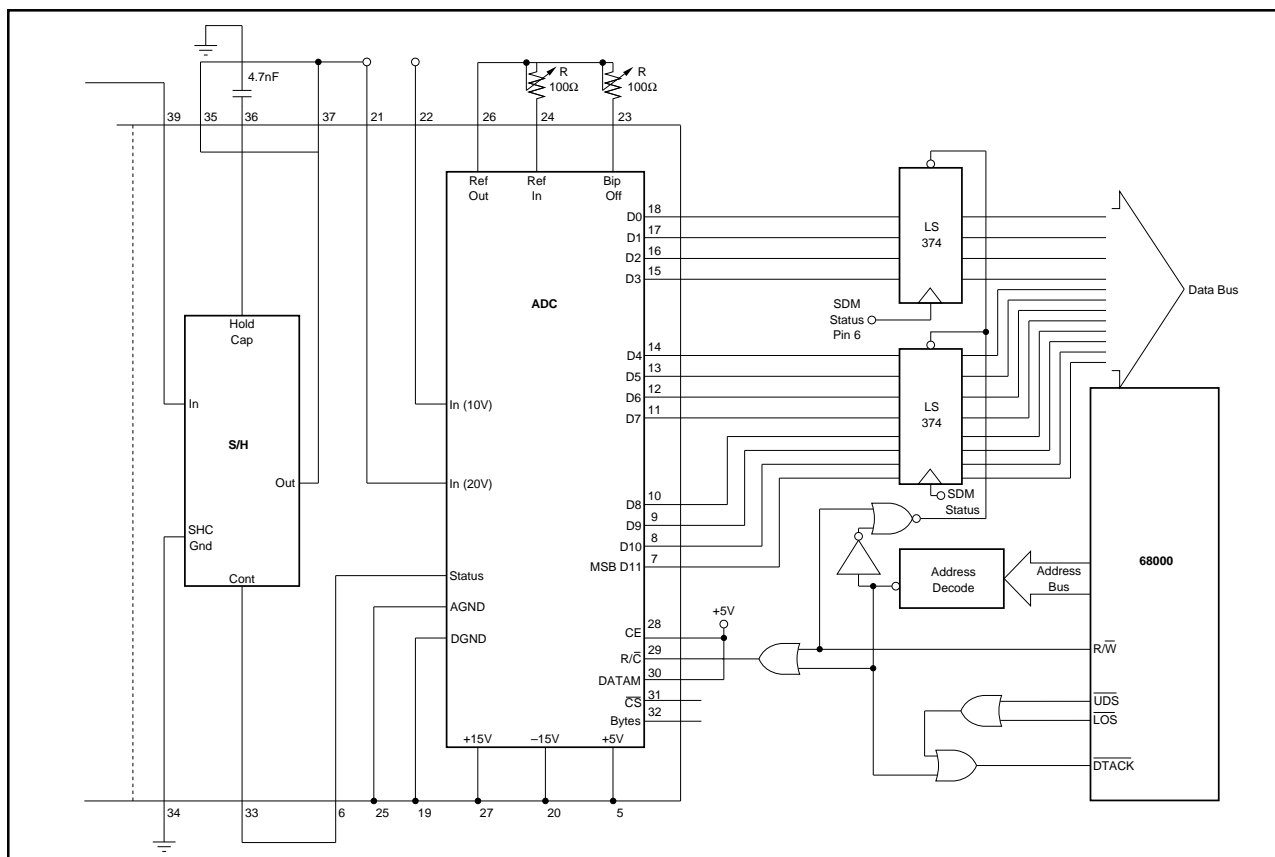 4.7nF
R
100Ω
R
100Ω
39
35
36
37
21
22
26
24
23
Ref
Out
Ref
In
Bip
Off
ADC
D0
18
D1
17
D2
16
D3
15
D4
14
D5
13
D6
12
D7
11
D8
10
D9
9
D10
8
MSB D11
7
CE
28
R/C̅
29
DATAM
30
C̅S̅
31
Bytes
32
In (10V)
In (20V)
Status
AGND
DGND
+15V
–15V
+5V
Hold
Cap
In
S/H
Out
SHC
Gnd
Cont
34
33
6
25
19
27
20
5
+5V
LS
374
SDM
Status
Pin 6
LS
374
SDM
Status
Data Bus
Address
Decode
Address
Bus
68000
R/W̅
U̅D̅S̅
L̅O̅S̅
D̅T̅A̅C̅K̅